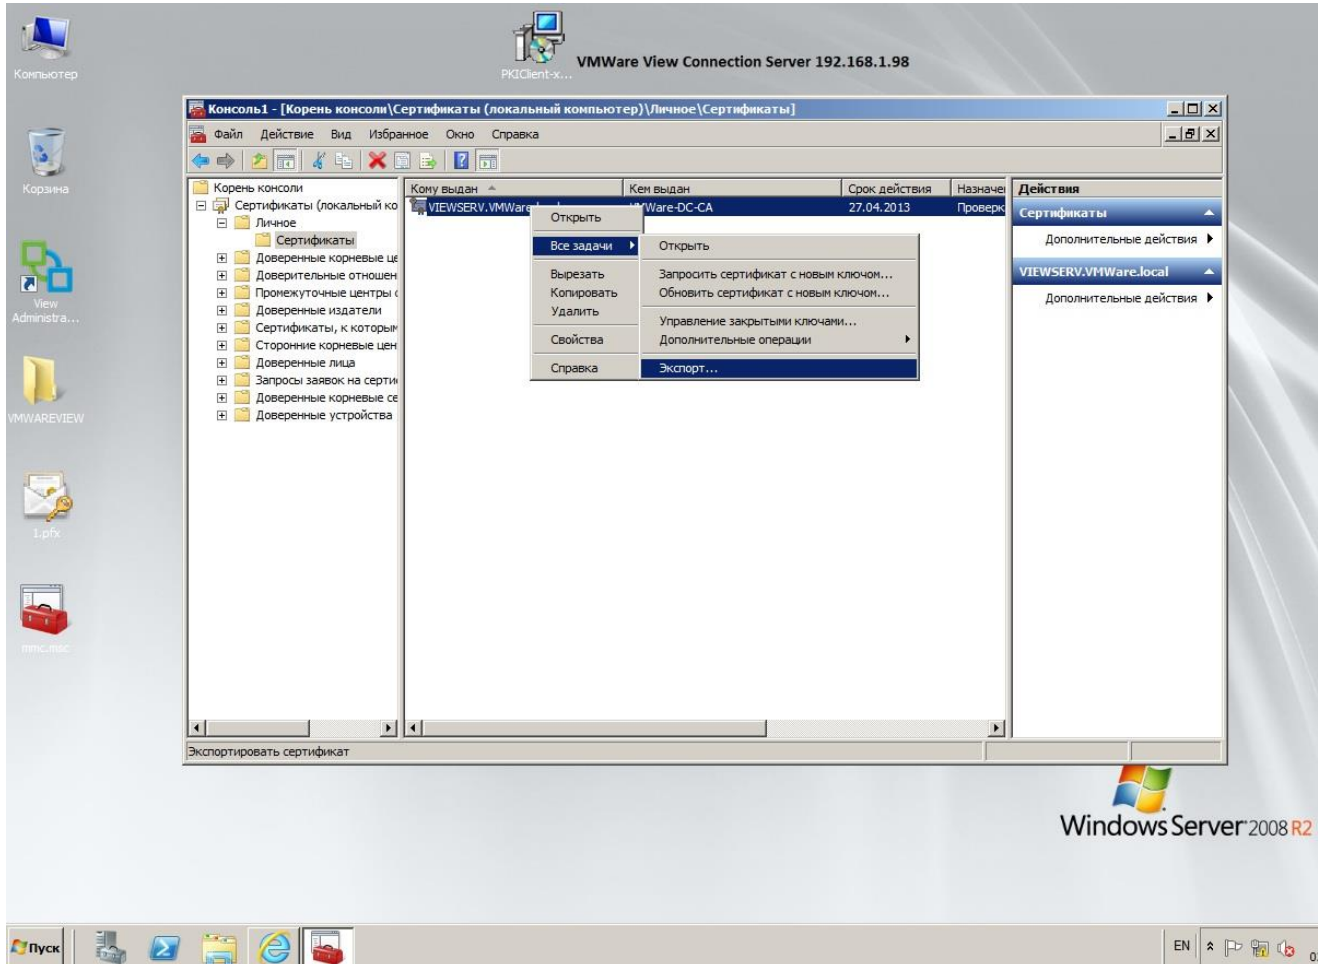 Компьютер
PKIClient-x...
VMWare View Connection Server 192.168.1.98
Корзина
View
Administra...
VMWAREVIEW
1.pfx
mmc.msc
Консоль1 - [Корень консоли\Сертификаты (локальный компьютер)\Личное\Сертификаты]
Файл Действие Вид Избранное Окно Справка
Корень консоли
Сертификаты (локальный ко
Личное
Сертификаты
Доверенные корневые це
Доверительные отношен
Промежуточные центры
Доверенные издатели
Сертификаты, к которым
Сторонние корневые цен
Доверенные лица
Запросы заявок на серти
Доверенные корневые се
Доверенные устройства
Кому выдан Кем выдан Срок действия Назначе
VIEWSERV.VMWare VMWare-DC-CA 27.04.2013 Проверк
Открыть
Все задачи
Вырезать
Копировать
Удалить
Свойства
Справка
Открыть
Запросить сертификат с новым ключом...
Обновить сертификат с новым ключом...
Управление закрытыми ключами...
Дополнительные операции
Экспорт...
Действия
Сертификаты
Дополнительные действия
VIEWSERV.VMWare.local
Дополнительные действия
Экспортировать сертификат
Windows Server 2008 R2
Пуск
EN